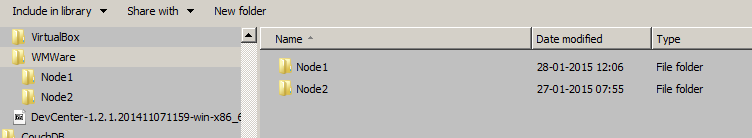 Include in library Share with New folder
VirtualBox
WMWare
Node1
Node2
DevCenter-1.2.1.201411071159-win-x86_6
CouchDB
Name Date modified Type
Node1 28-01-2015 12:06 File folder
Node2 27-01-2015 07:55 File folder